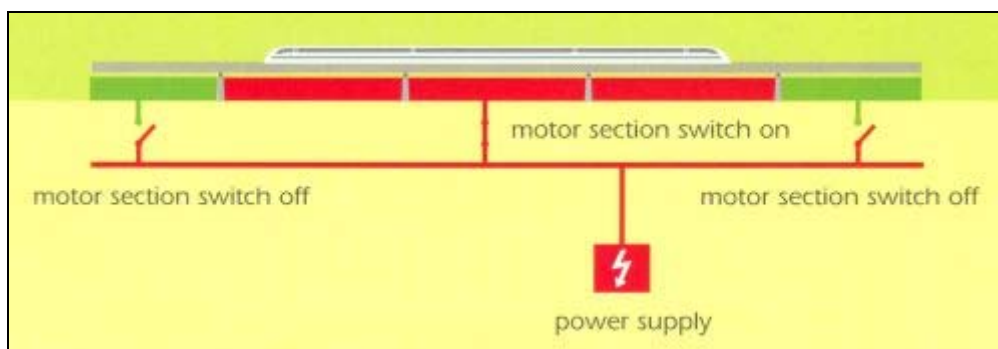 motor section switch on
motor section switch off
motor section switch off
power supply